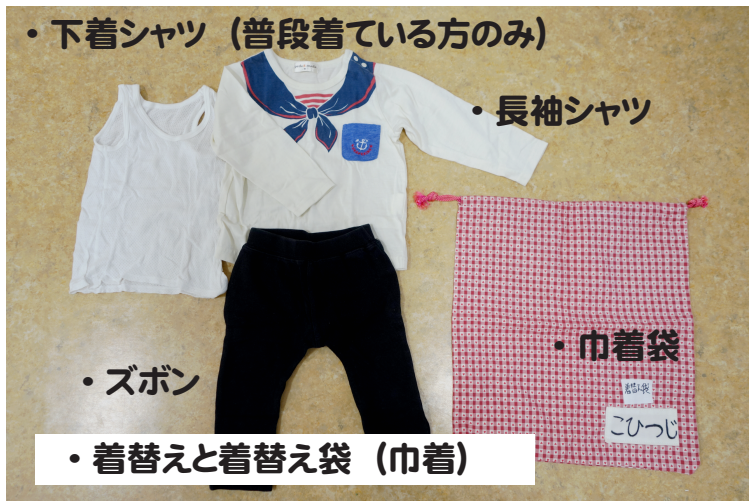 ・下着シャツ（普段着ている方のみ）
・長袖シャツ
・巾着袋
・ズボン
着替え袋
こひつじ
・着替えと着替え袋（巾着）